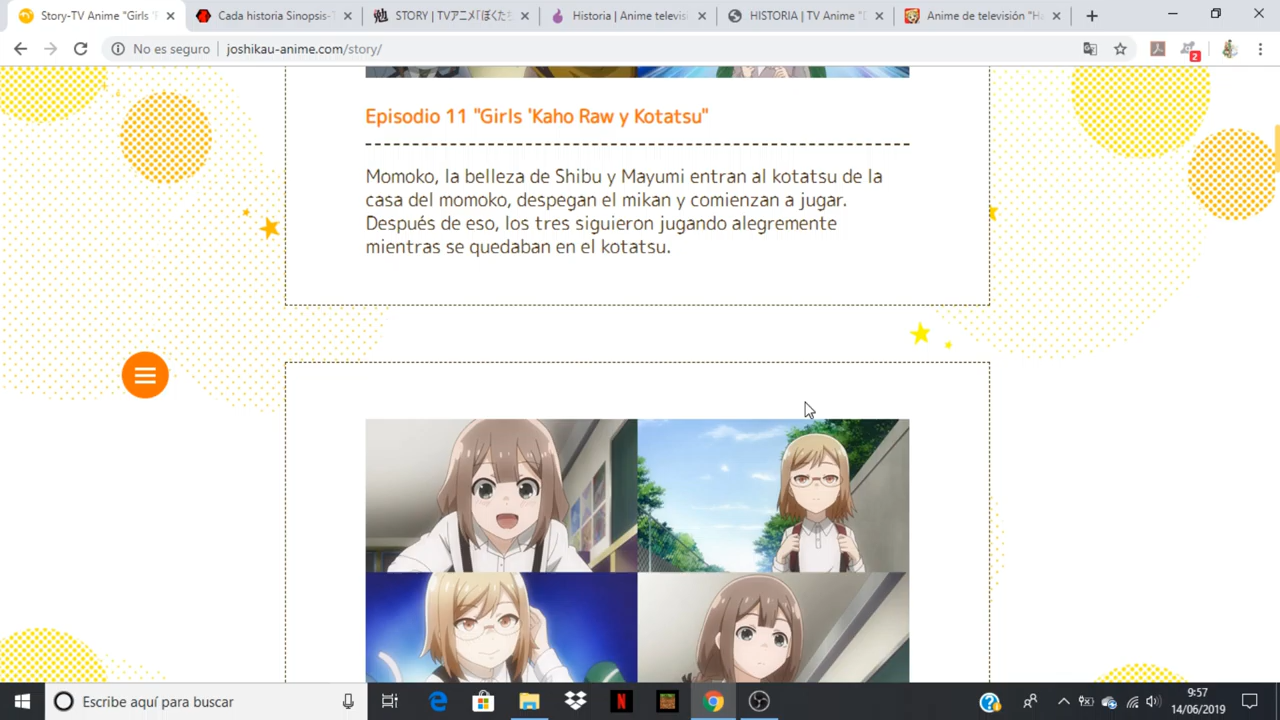 Story-TV Anime "Girls 'F
Cada historia Sinopsis-T
STORY | TVアニメ「ぼくたち
Historia | Anime televisi
HISTORIA | TV Anime "D
Anime de televisión "Ha
No es seguro | joshikau-anime.com/story/
2
Episodio 11 "Girls 'Kaho Raw y Kotatsu"
Momoko, la belleza de Shibu y Mayumi entran al kotatsu de la
casa del momoko, despegan el mikan y comienzan a jugar.
Después de eso, los tres siguieron jugando alegremente
mientras se quedaban en el kotatsu.
Escribe aquí para buscar
9:57
14/06/2019